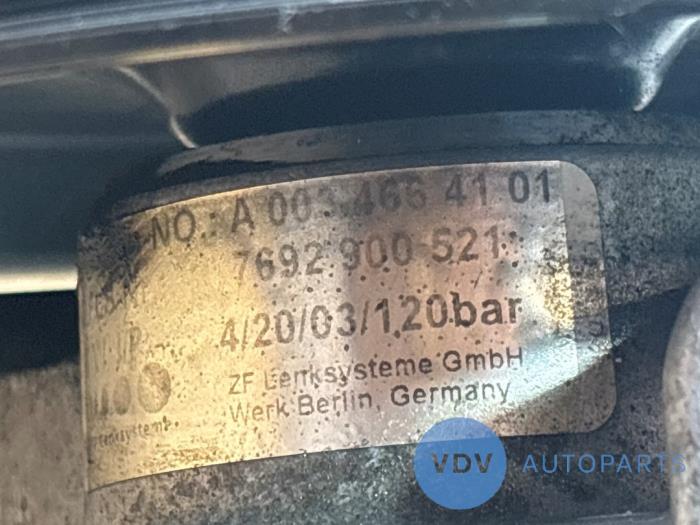 NO.: A 003 466 41 01
7692 900 521
4/20/03/120bar
ZF Lenksysteme GmbH
Werk Berlin, Germany
VDV AUTOPARTS